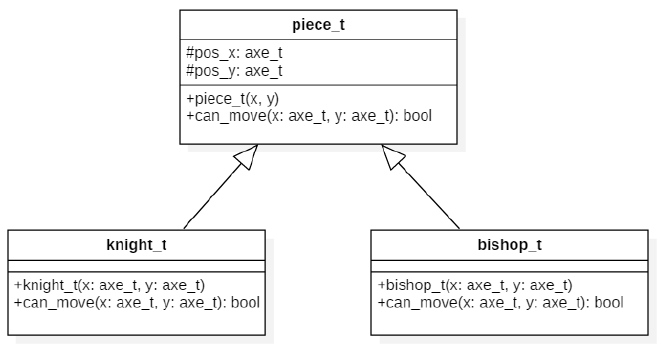 piece_t
#pos_x: axe_t
#pos_y: axe_t
+piece_t(x, y)
+can_move(x: axe_t, y: axe_t): bool
knight_t
+knight_t(x: axe_t, y: axe_t)
+can_move(x: axe_t, y: axe_t): bool
bishop_t
+bishop_t(x: axe_t, y: axe_t)
+can_move(x: axe_t, y: axe_t): bool